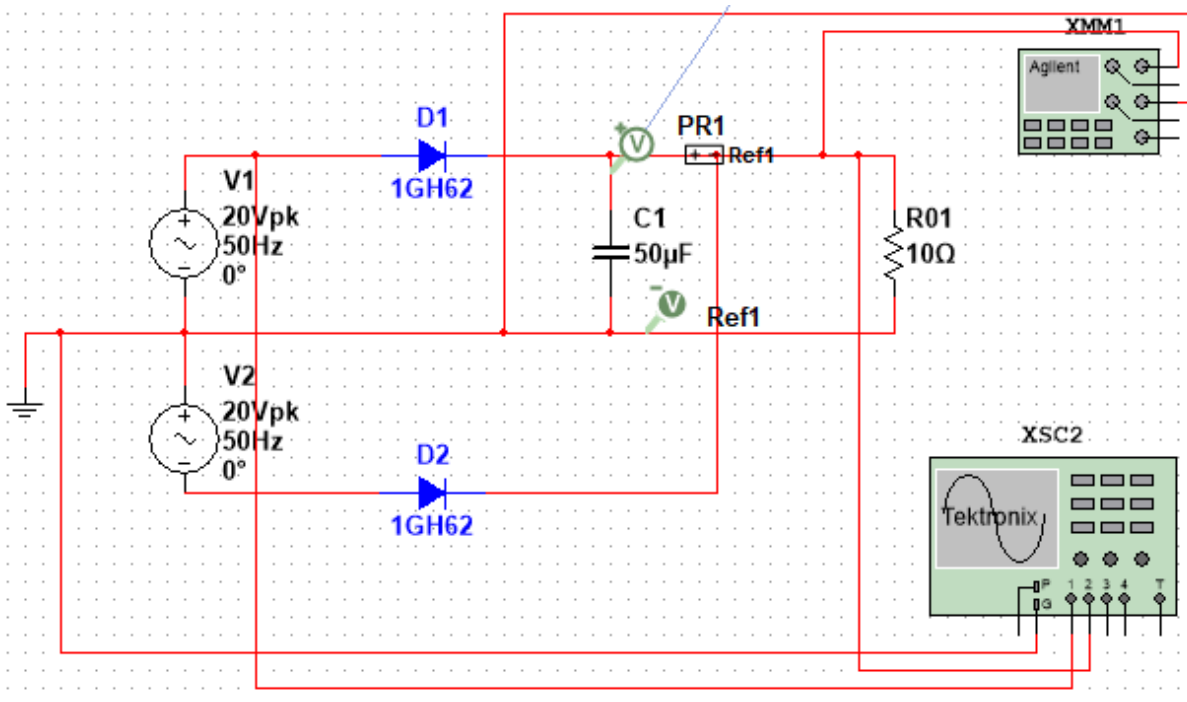 XMM1
Agilent
D1
PR1
V
Ref1
1GH62
V1
20Vpk
50Hz
0°
C1
50µF
R01
10Ω
V
Ref1
V2
20Vpk
50Hz
0°
D2
1GH62
XSC2
Tektronix
P
G
1 2 3 4 T